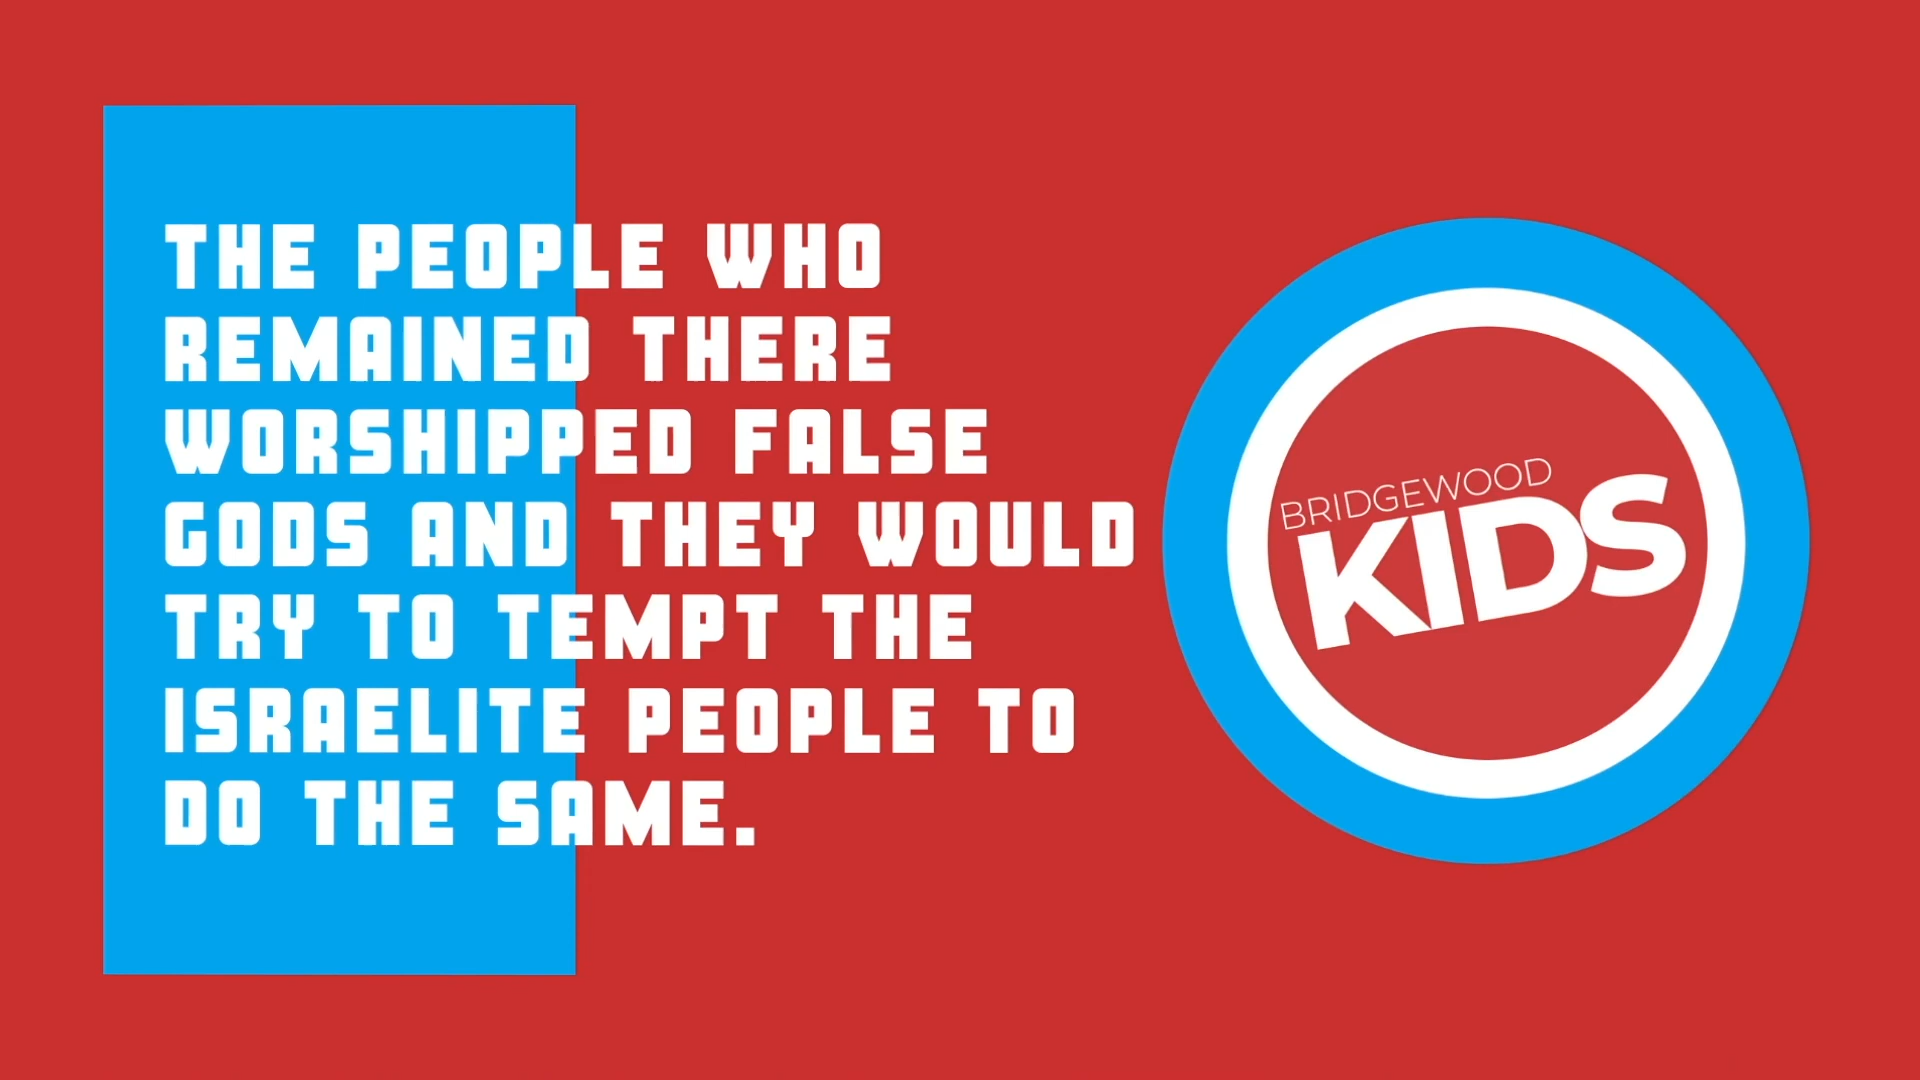 THE PEOPLE WHO
REMAINED THERE
WORSHIPPED FALSE
GODS AND THEY WOULD
TRY TO TEMPT THE
ISRAELITE PEOPLE TO
DO THE SAME.
BRIDGEWOOD
KIDS